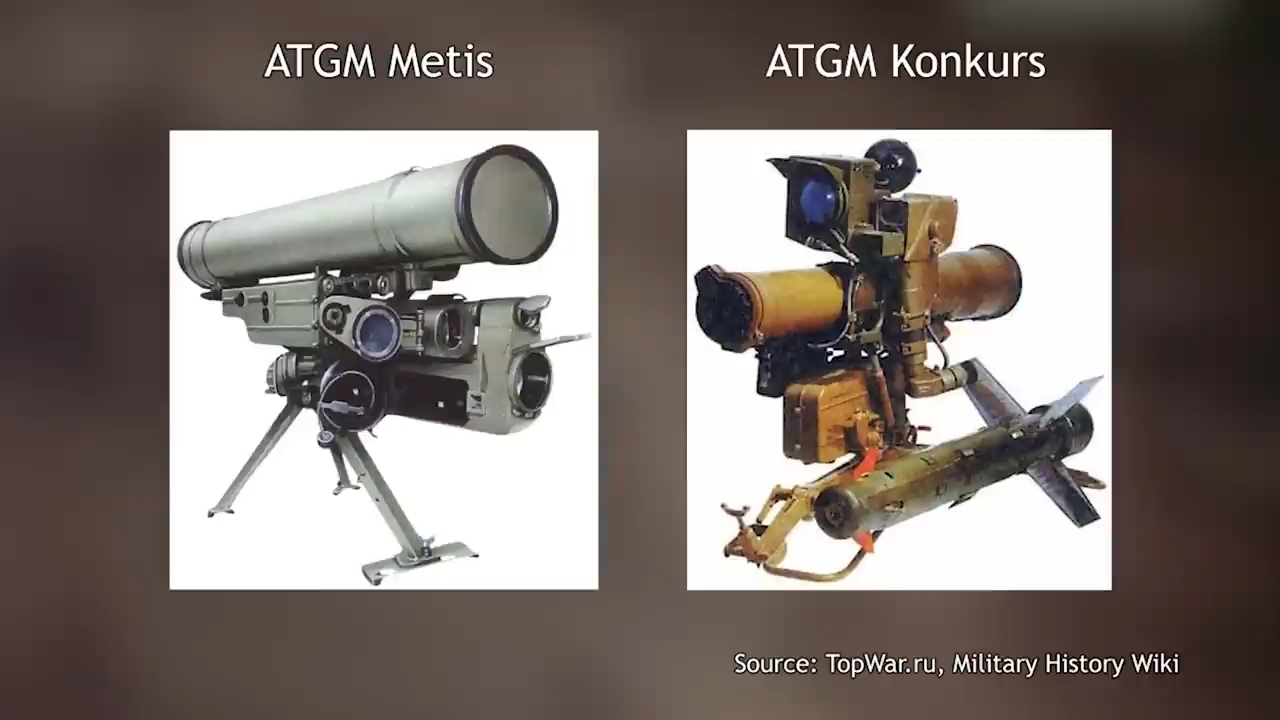 ATGM Metis
ATGM Konkurs
Source: TopWar.ru, Military History Wiki